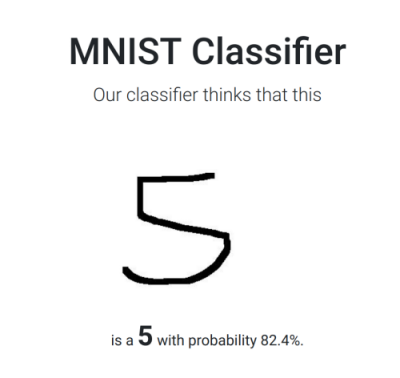 MNIST Classifier
Our classifier thinks that this
5
is a 5 with probability 82.4%.